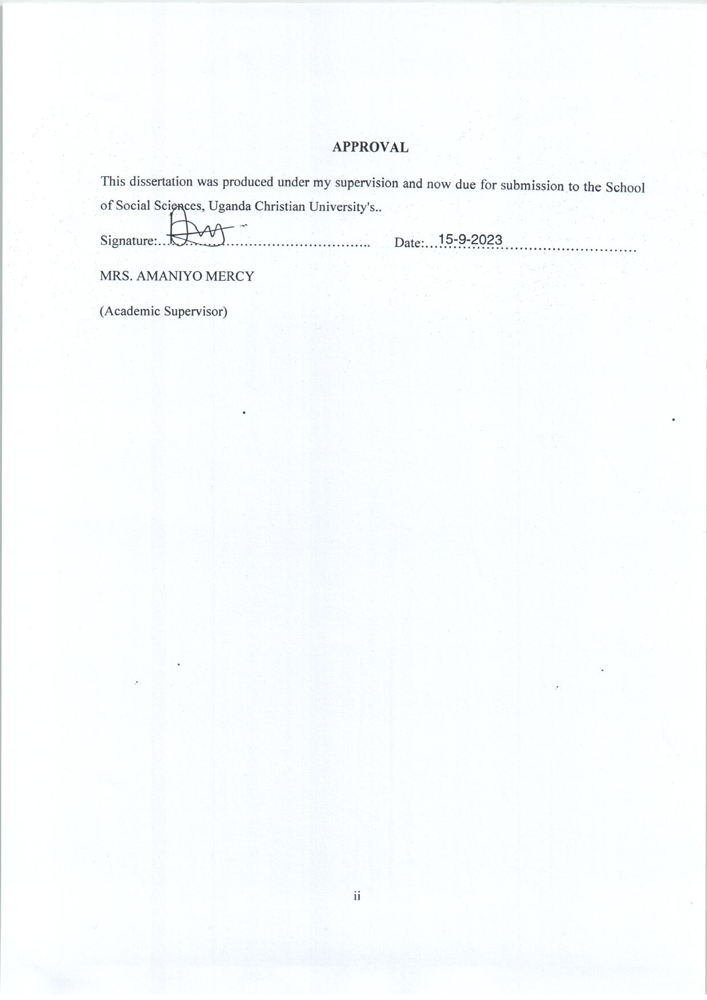 APPROVAL
This dissertation was produced under my supervision and now due for submission to the School
of Social Sciences, Uganda Christian University's..
Signature:................................................ Date:...15-9-2023................................
MRS. AMANIYO MERCY
(Academic Supervisor)
ii